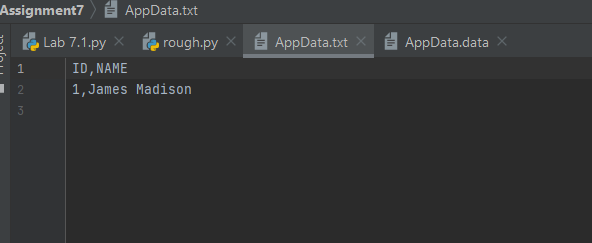 Assignment7 AppData.txt
Lab 7.1.py rough.py AppData.txt AppData.data
1 ID,NAME
2 1,James Madison
3
Project